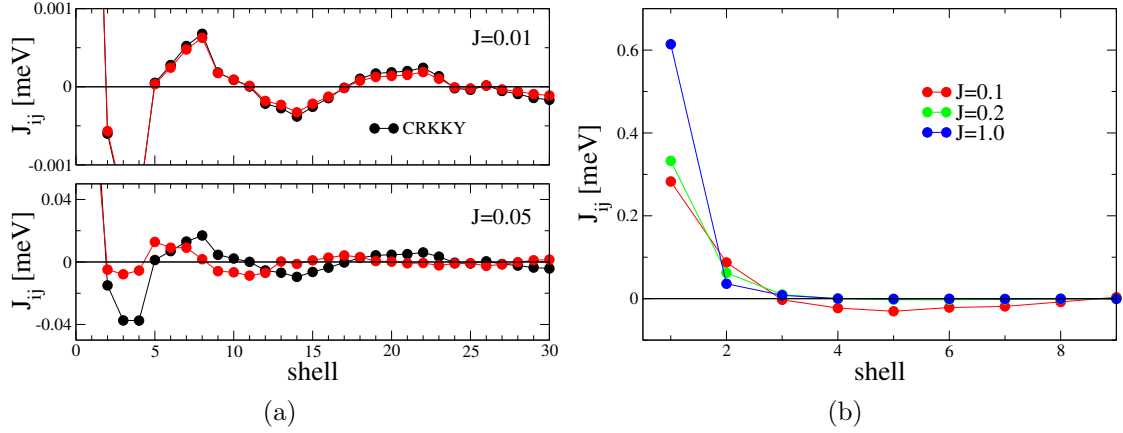 0.001
0
-0.001
J_ij [meV]
J=0.01
CRKKY
0.04
0
-0.04
J_ij [meV]
J=0.05
0 5 10 15 20 25 30
shell
(a)
0.6
0.4
0.2
0
J_ij [meV]
J=0.1
J=0.2
J=1.0
2 4 6 8
shell
(b)